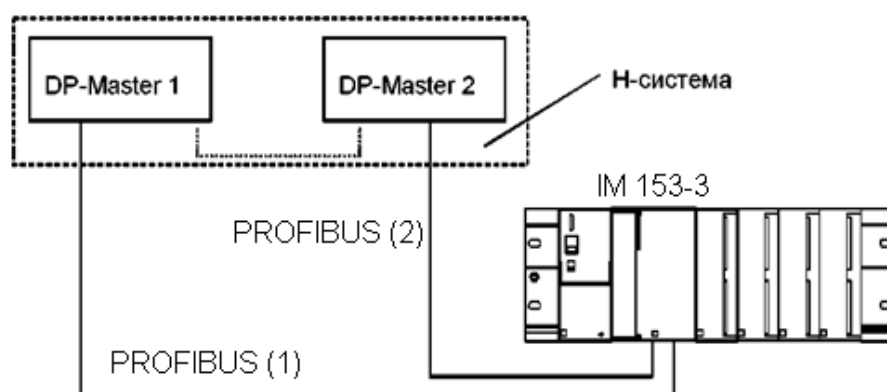 DP-Master 1
DP-Master 2
H-система
IM 153-3
PROFIBUS (2)
PROFIBUS (1)